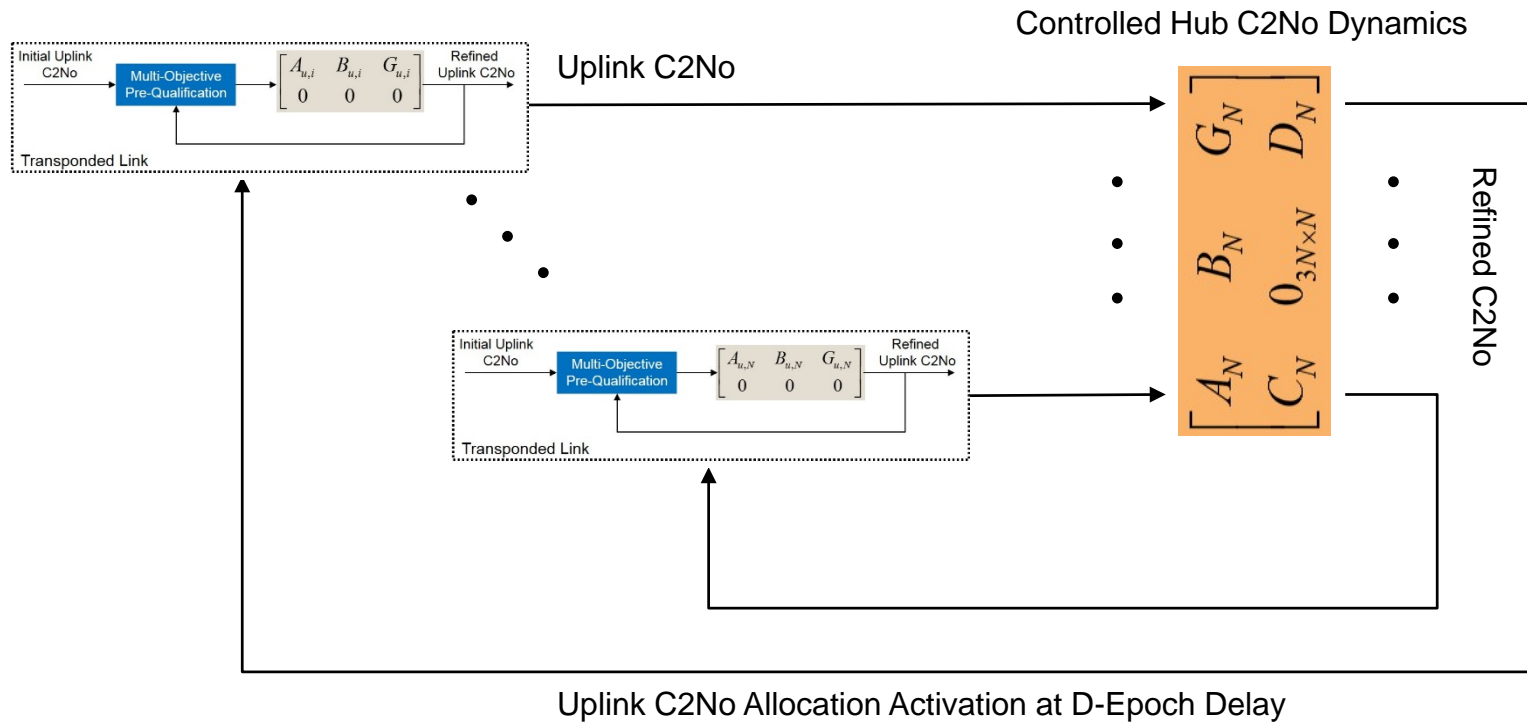 Controlled Hub C2No Dynamics
Initial Uplink
C2No
Multi-Objective
Pre-Qualification
A_{u,i} B_{u,i} G_{u,i}
0 0 0
Refined
Uplink C2No
Transponded Link
Uplink C2No
A_N B_N G_N
C_N 0_{3N×N} D_N
Refined C2No
Initial Uplink
C2No
Multi-Objective
Pre-Qualification
A_{u,N} B_{u,N} G_{u,N}
0 0 0
Refined
Uplink C2No
Transponded Link
Uplink C2No Allocation Activation at D-Epoch Delay